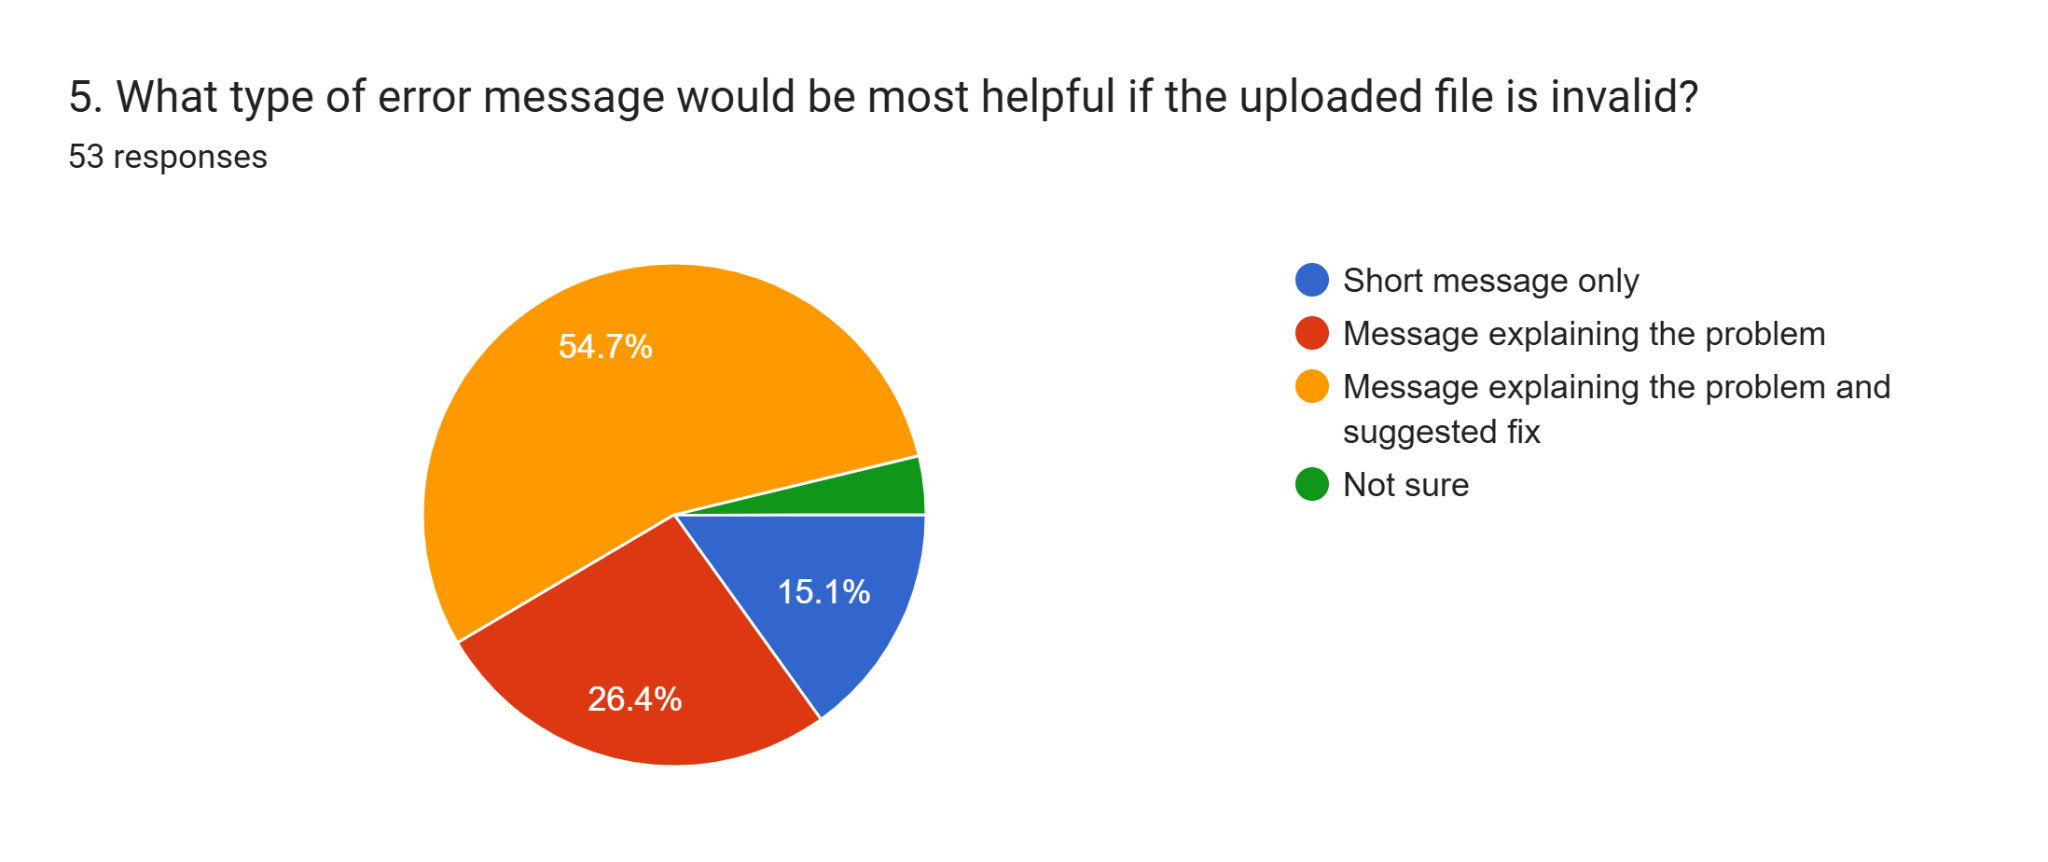 5. What type of error message would be most helpful if the uploaded file is invalid?
53 responses
54.7%
15.1%
26.4%
Short message only
Message explaining the problem
Message explaining the problem and
suggested fix
Not sure